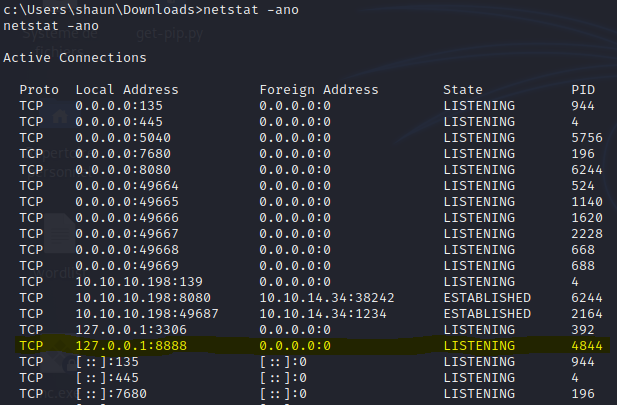 c:\Users\shaun\Downloads>netstat -ano
netstat -ano
Active Connections
Proto Local Address Foreign Address State PID
TCP 0.0.0.0:135 0.0.0.0:0 LISTENING 944
TCP 0.0.0.0:445 0.0.0.0:0 LISTENING 4
TCP 0.0.0.0:5040 0.0.0.0:0 LISTENING 5756
TCP 0.0.0.0:7680 0.0.0.0:0 LISTENING 196
TCP 0.0.0.0:8080 0.0.0.0:0 LISTENING 6244
TCP 0.0.0.0:49664 0.0.0.0:0 LISTENING 524
TCP 0.0.0.0:49665 0.0.0.0:0 LISTENING 1140
TCP 0.0.0.0:49666 0.0.0.0:0 LISTENING 1620
TCP 0.0.0.0:49667 0.0.0.0:0 LISTENING 2228
TCP 0.0.0.0:49668 0.0.0.0:0 LISTENING 668
TCP 0.0.0.0:49669 0.0.0.0:0 LISTENING 688
TCP 10.10.10.198:139 0.0.0.0:0 LISTENING 4
TCP 10.10.10.198:8080 10.10.14.34:38242 ESTABLISHED 6244
TCP 10.10.10.198:49687 10.10.14.34:1234 ESTABLISHED 2164
TCP 127.0.0.1:3306 0.0.0.0:0 LISTENING 392
TCP 127.0.0.1:8888 0.0.0.0:0 LISTENING 4844
TCP [::]:135 [::]:0 LISTENING 944
TCP [::]:445 [::]:0 LISTENING 4
TCP [::]:7680 [::]:0 LISTENING 196
Système de
get-pip.py